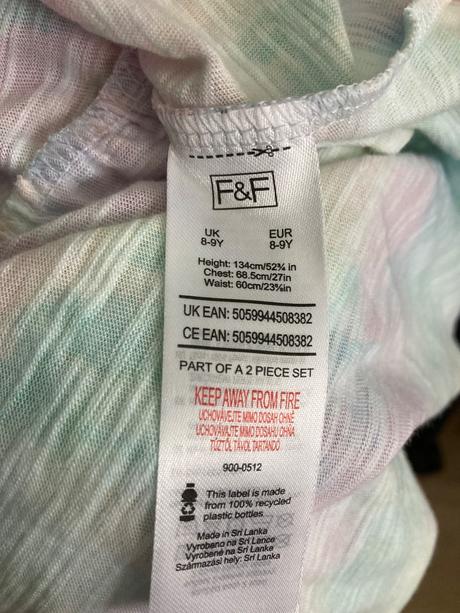 F&F
UK EUR
8-9Y 8-9Y
Height: 134cm/52¾ in
Chest: 68.5cm/27in
Waist: 60cm/23⅝in
UK EAN: 5059944508382
CE EAN: 5059944508382
PART OF A 2 PIECE SET
KEEP AWAY FROM FIRE
UCHOVÁVEJTE MIMO DOSAH OHNĚ
UCHOVÁVAJTE MIMO DOSAHU OHŇA
TŰZTŐL TÁVOL TARTANDÓ
900-0512
This label is made
from 100% recycled
plastic bottles
Made in Sri Lanka
Vyrobeno na Srí Lance
Vyrobené na Srí Lanke
Származási hely: Srí Lanka